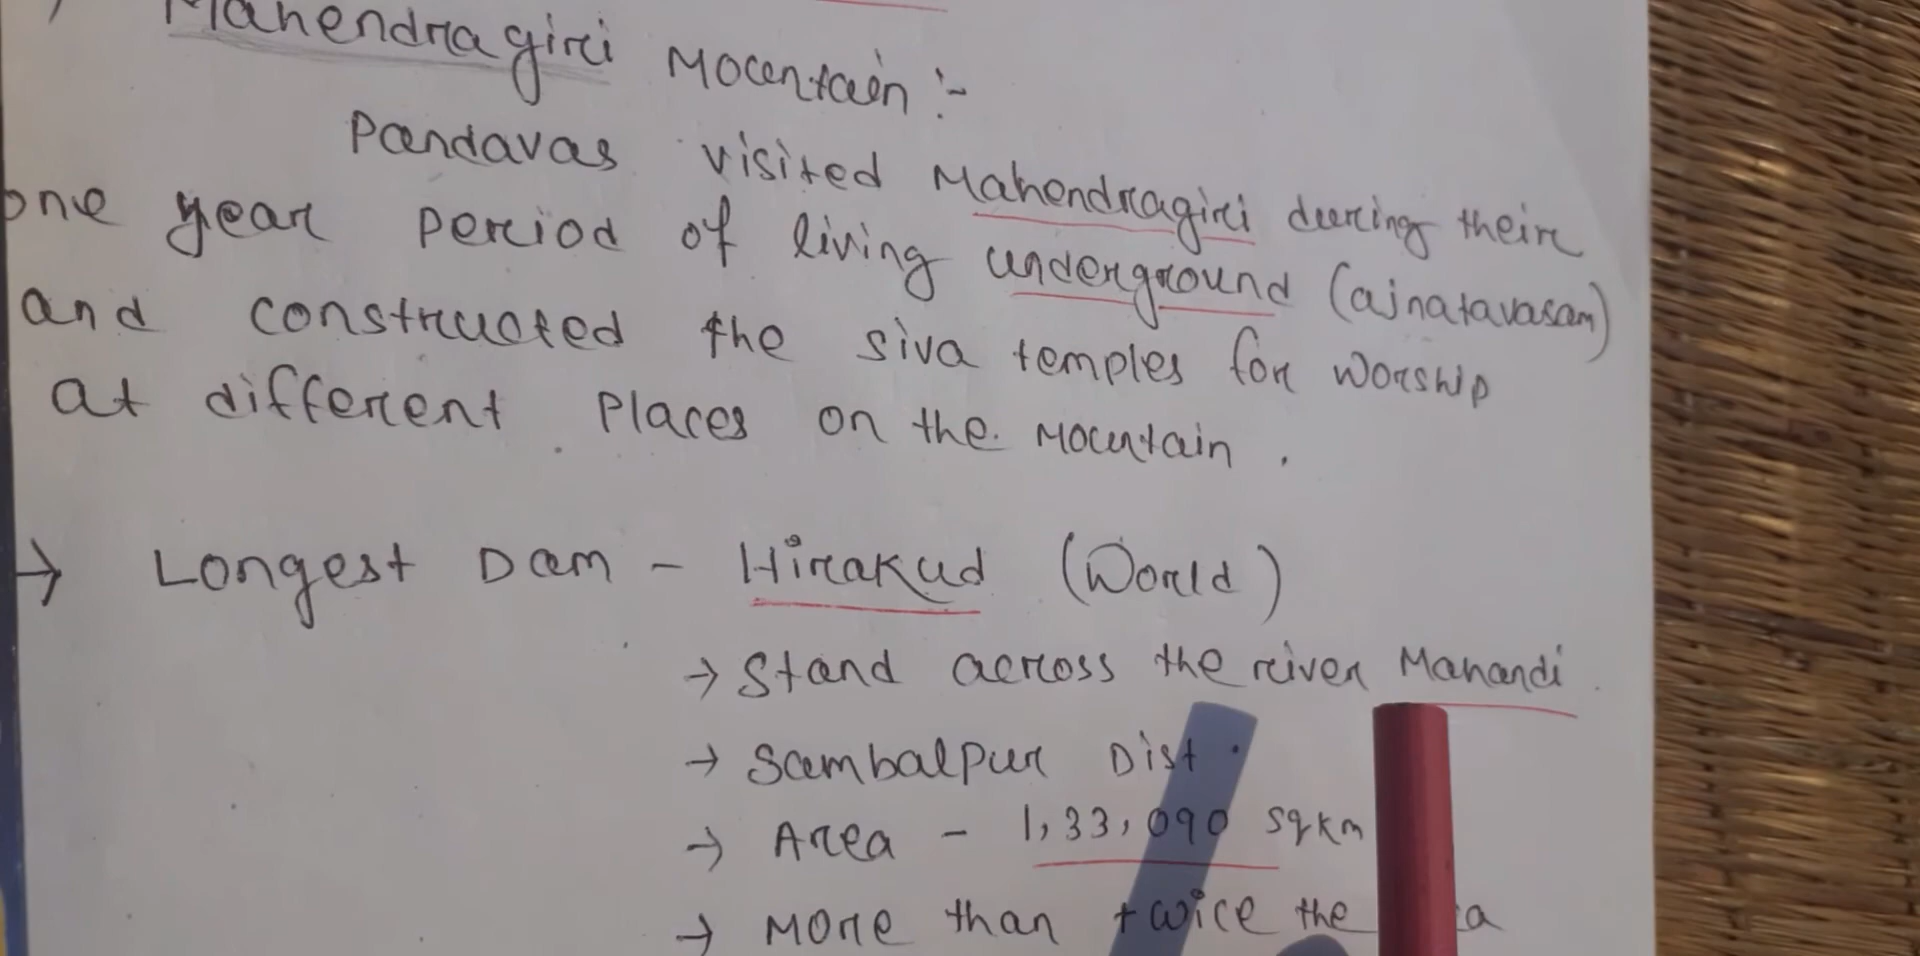 Mahendragiri Mountain :-
Pandavas visited Mahendragiri during their
one year period of living underground (ajnatavasam)
and constructed the siva temples for worship
at different places on the mountain.
→ Longest Dam - Hirakud (World)
→ Stand across the river Mahandi
→ Sambalpur Dist.
→ Area - 1,33,090 sqkm
→ More than twice the